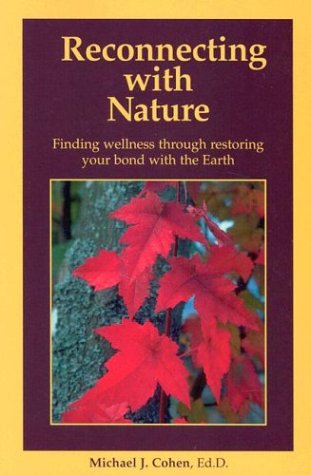 Reconnecting
with
Nature
Finding wellness through restoring
your bond with the Earth
Michael J. Cohen, Ed.D.